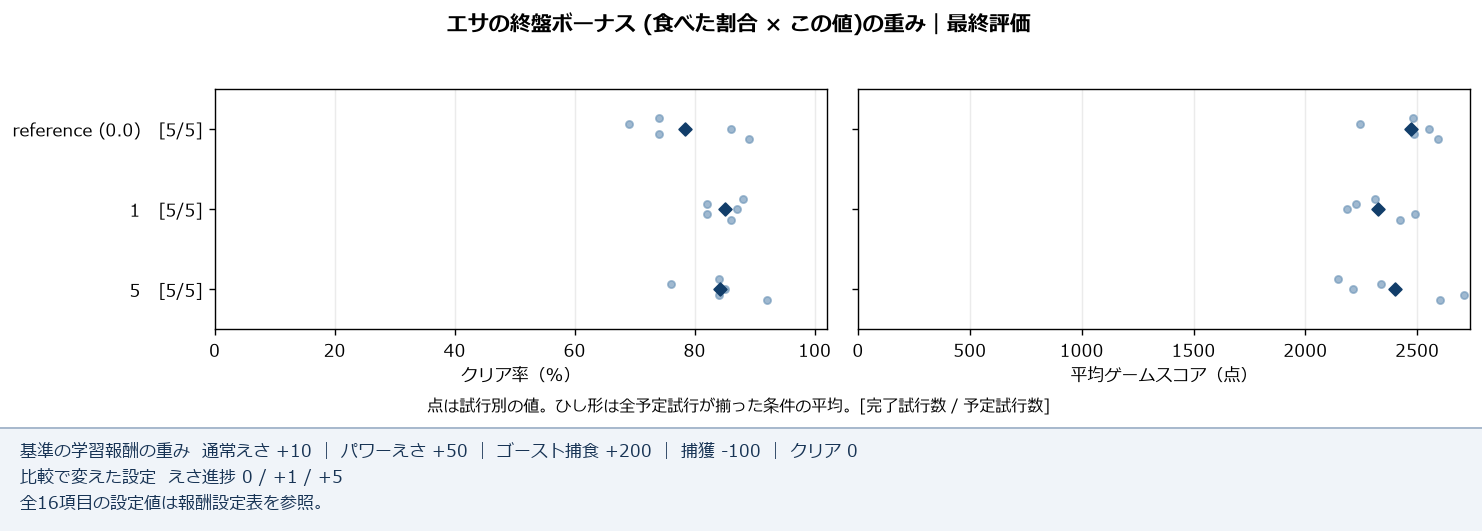 エサの終盤ボーナス (食べた割合 × この値)の重み｜最終評価
reference (0.0) [5/5]
1 [5/5]
5 [5/5]
0 20 40 60 80 100
クリア率（%）
0 500 1000 1500 2000 2500
平均ゲームスコア（点）
点は試行別の値。ひし形は全予定試行が揃った条件の平均。[完了試行数 / 予定試行数]
基準の学習報酬の重み 通常えさ +10 ｜ パワーえさ +50 ｜ ゴースト捕食 +200 ｜ 捕獲 -100 ｜ クリア 0
比較で変えた設定 えさ進捗 0 / +1 / +5
全16項目の設定値は報酬設定表を参照。